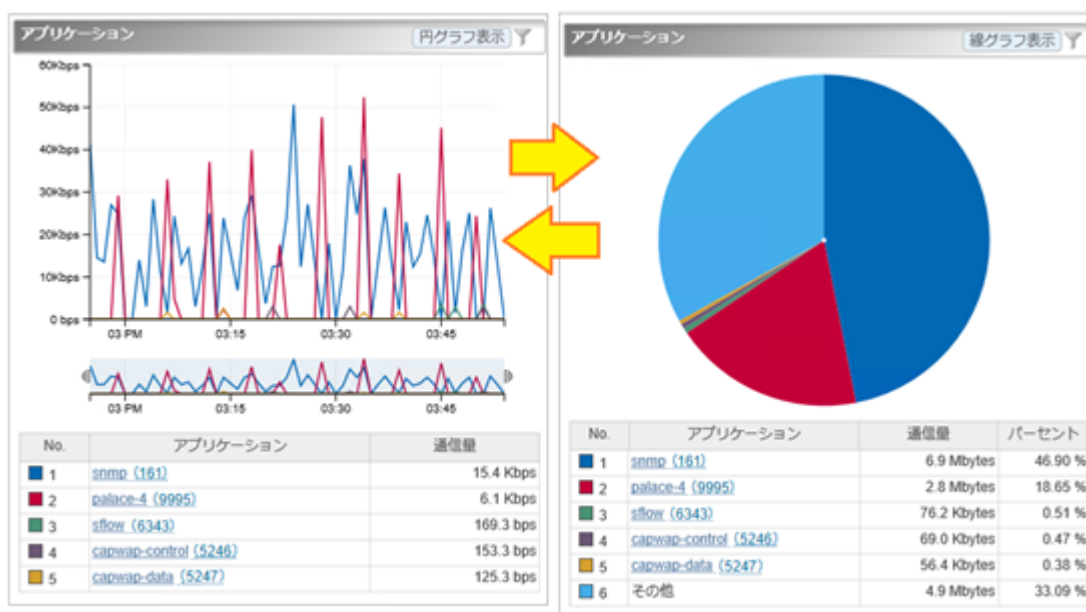 アプリケーション 円グラフ表示
60Kbps
50Kbps
40Kbps
30Kbps
20Kbps
10Kbps
0 bps
03 PM 03:15 03:30 03:45
03 PM 03:15 03:30 03:45
No. アプリケーション 通信量
1 snmp (161) 15.4 Kbps
2 palace-4 (9995) 6.1 Kbps
3 sflow (6343) 169.3 bps
4 capwap-control (5246) 153.3 bps
5 capwap-data (5247) 125.3 bps
アプリケーション 線グラフ表示
No. アプリケーション 通信量 パーセント
1 snmp (161) 6.9 Mbytes 46.90 %
2 palace-4 (9995) 2.8 Mbytes 18.65 %
3 sflow (6343) 76.2 Kbytes 0.51 %
4 capwap-control (5246) 69.0 Kbytes 0.47 %
5 capwap-data (5247) 56.4 Kbytes 0.38 %
6 その他 4.9 Mbytes 33.09 %